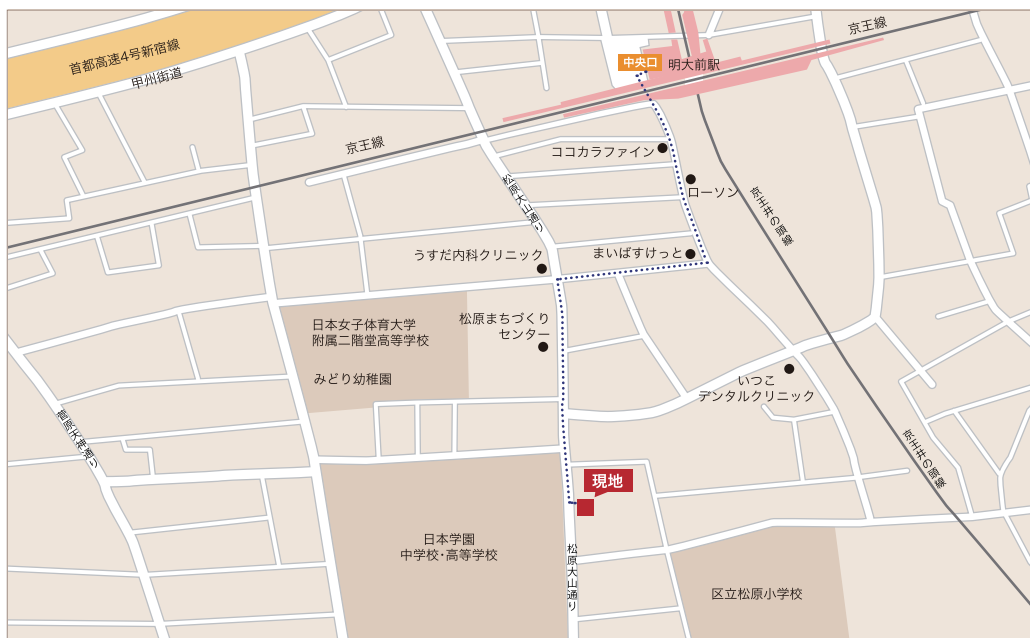 首都高速4号新宿線
甲州街道
京王線
中央口
明大前駅
京王線
ココカラファイン
ローソン
松原大山通り
京王井の頭線
うすだ内科クリニック
まいばすけっと
日本女子体育大学
附属二階堂高等学校
みどり幼稚園
松原まちづくり
センター
いつこ
デンタルクリニック
菅原天神通り
京王井の頭線
現地
日本学園
中学校・高等学校
松原大山通り
区立松原小学校